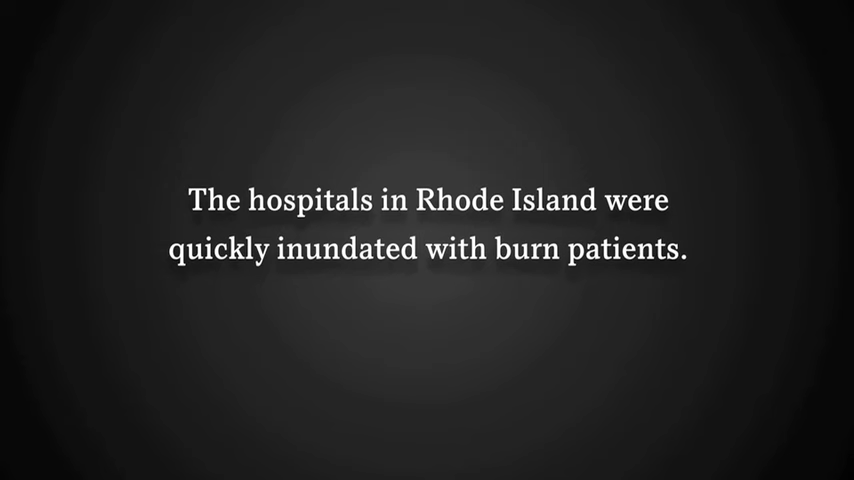 The hospitals in Rhode Island were
quickly inundated with burn patients.